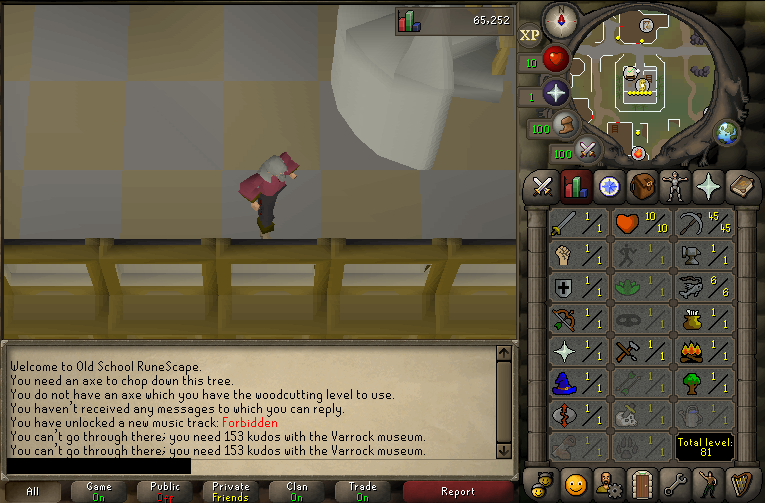 65,252
XP
N
10
1
100
100
1 1 10 10 45 45
1 1 1 1 1 1
1 1 1 1 6 6
1 1 1 1 1 1
1 1 1 1 1 1
1 1 1 1 1 1
1 1 1 1 1 1
1 1 1 1 Total level:
81
Welcome to Old School RuneScape.
You need an axe to chop down this tree.
You do not have an axe which you have the woodcutting level to use.
You haven't received any messages to which you can reply.
You have unlocked a new music track: Forbidden
You can't go through there; you need 153 kudos with the Varrock museum.
You can't go through there; you need 153 kudos with the Varrock museum.
All
Game
On
Public
Off
Private
Friends
Clan
On
Trade
On
Report